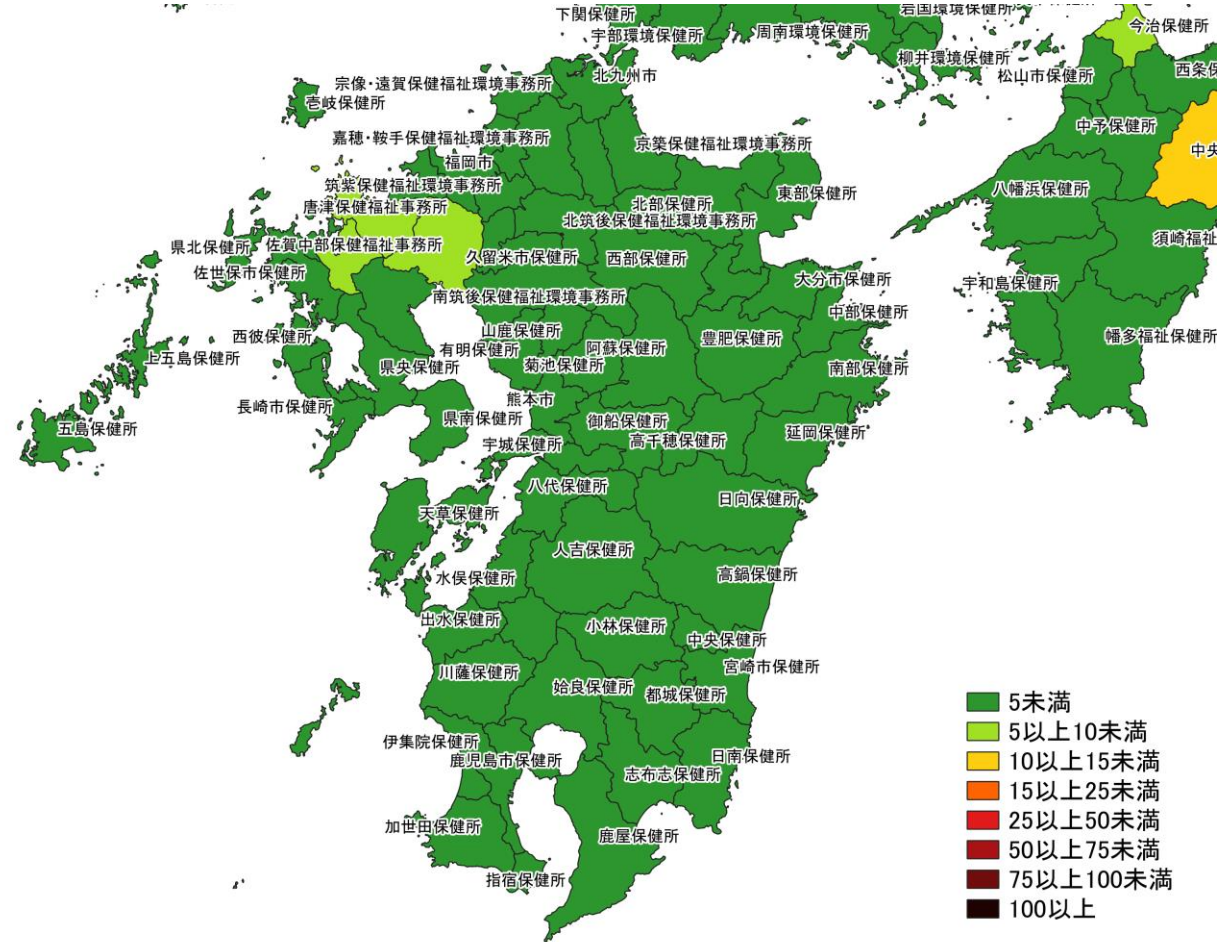 下関保健所
宇部環境保健所
周南環境保健所
岩国環境保健所
柳井環境保健所
今治保健所
松山市保健所
西条保
北九州市
宗像・遠賀保健福祉環境事務所
壱岐保健所
嘉穂・鞍手保健福祉環境事務所
福岡市
京築保健福祉環境事務所
中予保健所
中央
筑紫保健福祉環境事務所
唐津保健福祉事務所
東部保健所
八幡浜保健所
北部保健所
北筑後保健福祉環境事務所
県北保健所
佐賀中部保健福祉事務所
久留米市保健所
西部保健所
須崎福祉
佐世保市保健所
大分市保健所
宇和島保健所
南筑後保健福祉環境事務所
中部保健所
山鹿保健所
西彼保健所
有明保健所
阿蘇保健所
豊肥保健所
幡多福祉保健所
上五島保健所
県央保健所
菊池保健所
南部保健所
長崎市保健所
熊本市
県南保健所
御船保健所
五島保健所
宇城保健所
高千穂保健所
延岡保健所
八代保健所
日向保健所
天草保健所
人吉保健所
水俣保健所
高鍋保健所
出水保健所
小林保健所
中央保健所
宮崎市保健所
川薩保健所
姶良保健所
都城保健所
伊集院保健所
鹿児島市保健所
志布志保健所
日南保健所
加世田保健所
鹿屋保健所
指宿保健所
5未満
5以上10未満
10以上15未満
15以上25未満
25以上50未満
50以上75未満
75以上100未満
100以上